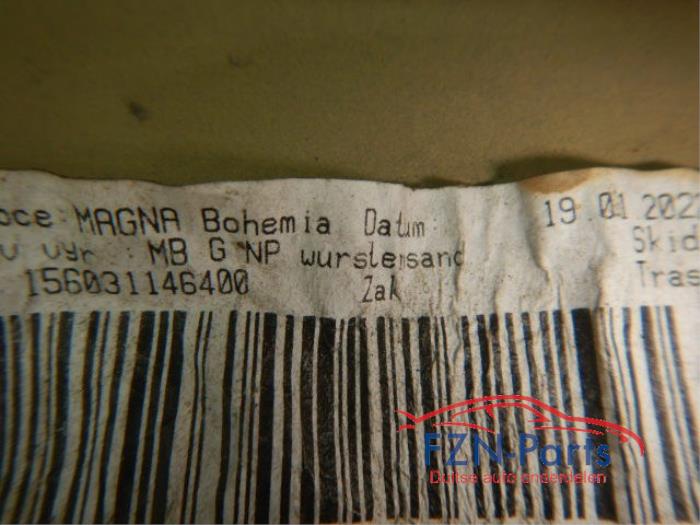 oce: MAGNA Bohemia Datum: 19.01.202
v vyr.: MB G NP wurstlersand Skid
156031146400 Zak Tras
FZN-Parts
Duitse auto onderdelen